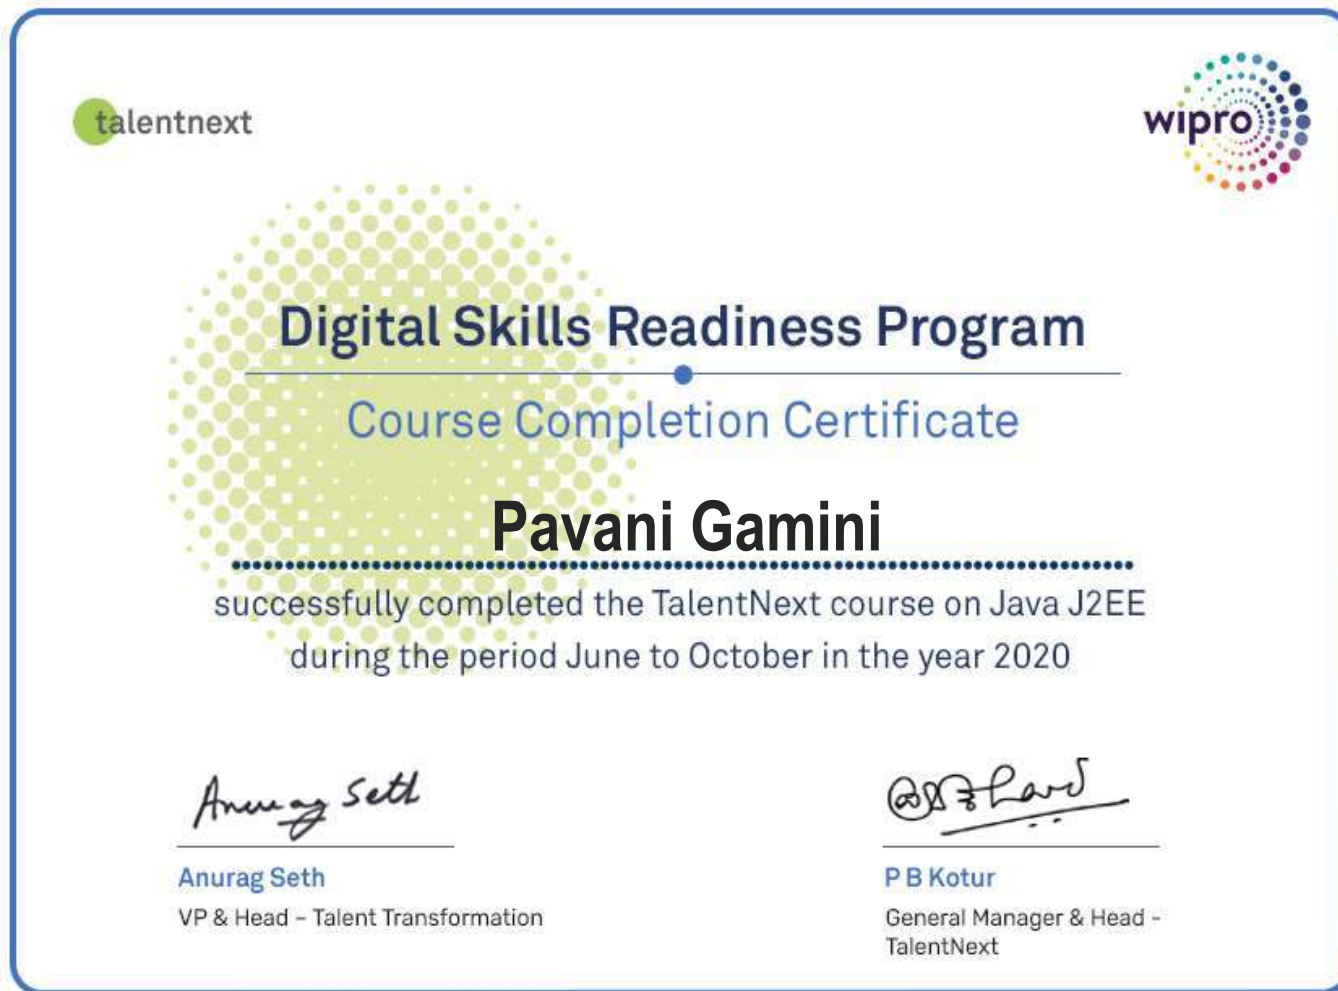 talentnext
wipro
Digital Skills Readiness Program
Course Completion Certificate
Pavani Gamini
successfully completed the TalentNext course on Java J2EE
during the period June to October in the year 2020
Anurag Seth
Anurag Seth
P B Kotur
VP & Head – Talent Transformation
General Manager & Head -
TalentNext